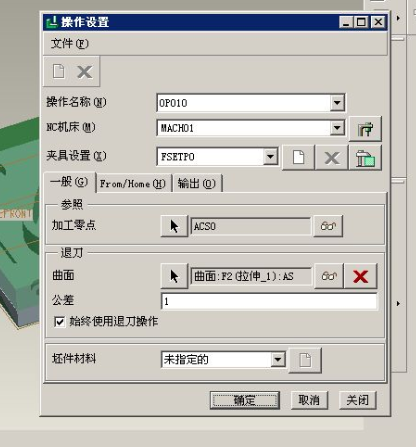 操作设置
文件(F)
操作名称(N) OP010
NC机床(M) MACH01
夹具设置(X) FSETP0
一般(G) From/Home(H) 输出(O)
参照
加工零点 ACS0
退刀
曲面 曲面:F2(拉伸_1):AS
公差 1
始终使用退刀操作
坯件材料 未指定的
确定 取消 关闭